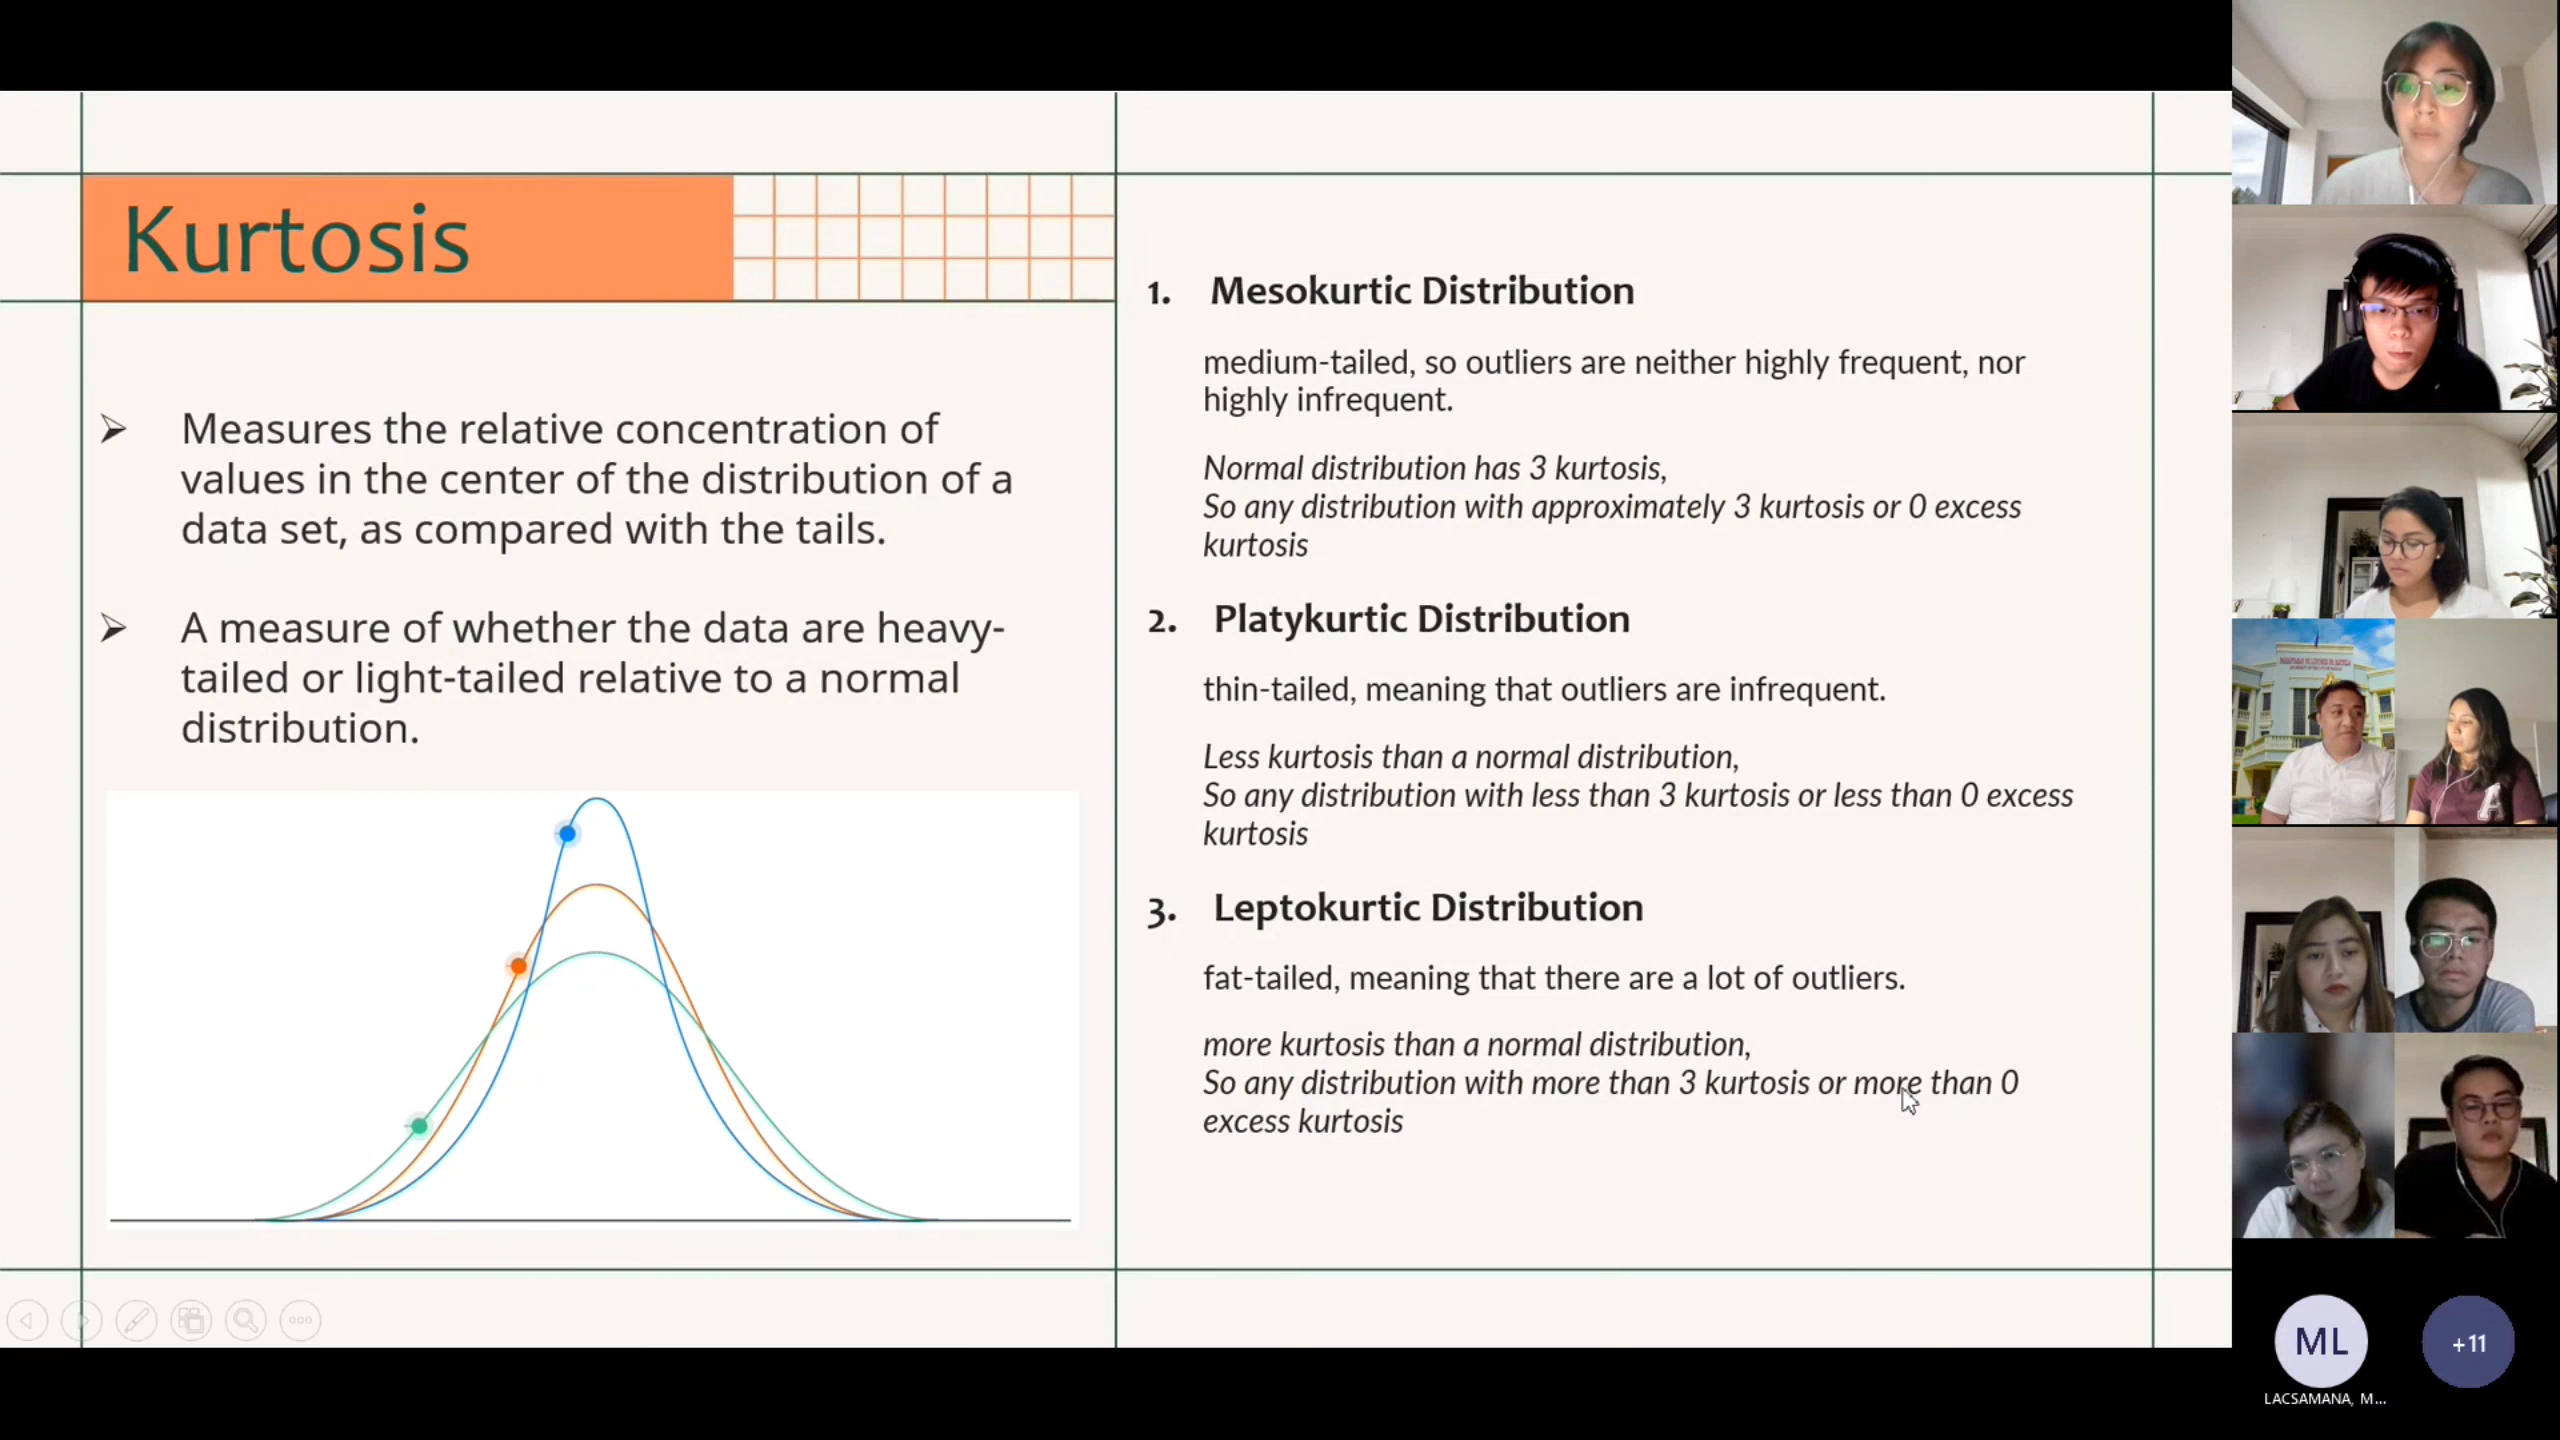 Kurtosis
Measures the relative concentration of
values in the center of the distribution of a
data set, as compared with the tails.
A measure of whether the data are heavy-
tailed or light-tailed relative to a normal
distribution.
1. Mesokurtic Distribution
medium-tailed, so outliers are neither highly frequent, nor
highly infrequent.
Normal distribution has 3 kurtosis,
So any distribution with approximately 3 kurtosis or 0 excess
kurtosis
2. Platykurtic Distribution
thin-tailed, meaning that outliers are infrequent.
Less kurtosis than a normal distribution,
So any distribution with less than 3 kurtosis or less than 0 excess
kurtosis
3. Leptokurtic Distribution
fat-tailed, meaning that there are a lot of outliers.
more kurtosis than a normal distribution,
So any distribution with more than 3 kurtosis or more than 0
excess kurtosis
A
ML
+11
LACSAMANA, M...